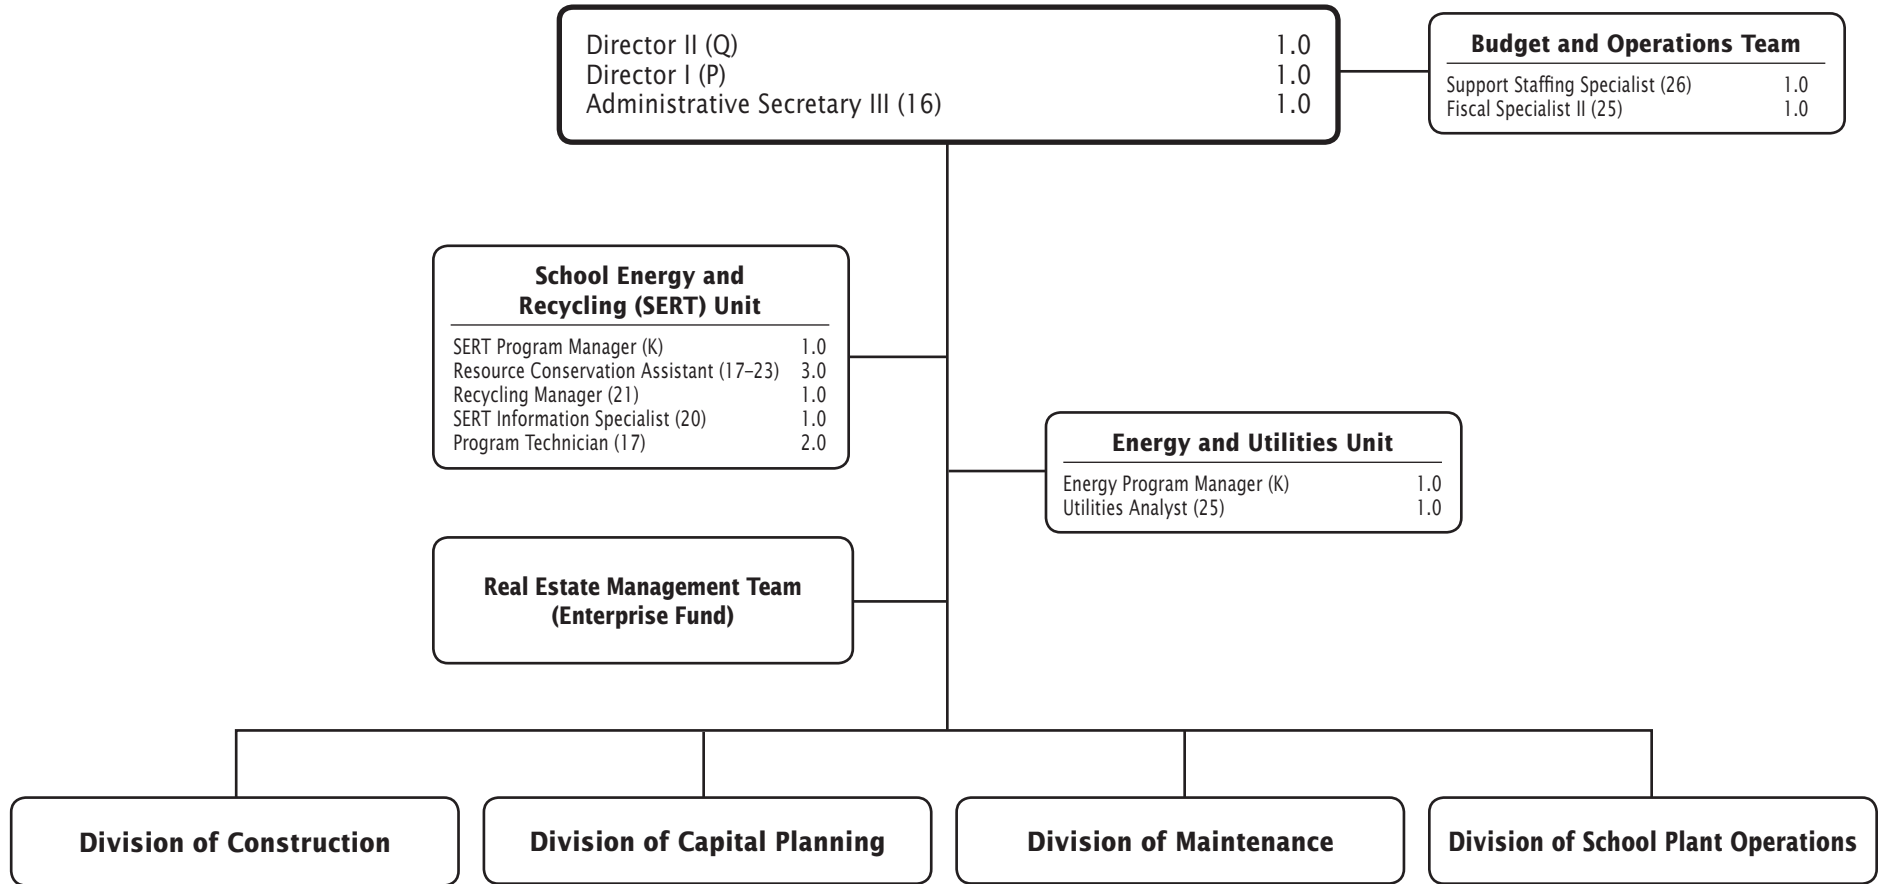 Director II (Q) 1.0
Director I (P) 1.0
Administrative Secretary III (16) 1.0
Budget and Operations Team
Support Staffing Specialist (26) 1.0
Fiscal Specialist II (25) 1.0
School Energy and
Recycling (SERT) Unit
SERT Program Manager (K) 1.0
Resource Conservation Assistant (17–23) 3.0
Recycling Manager (21) 1.0
SERT Information Specialist (20) 1.0
Program Technician (17) 2.0
Energy and Utilities Unit
Energy Program Manager (K) 1.0
Utilities Analyst (25) 1.0
Real Estate Management Team
(Enterprise Fund)
Division of Construction
Division of Capital Planning
Division of Maintenance
Division of School Plant Operations